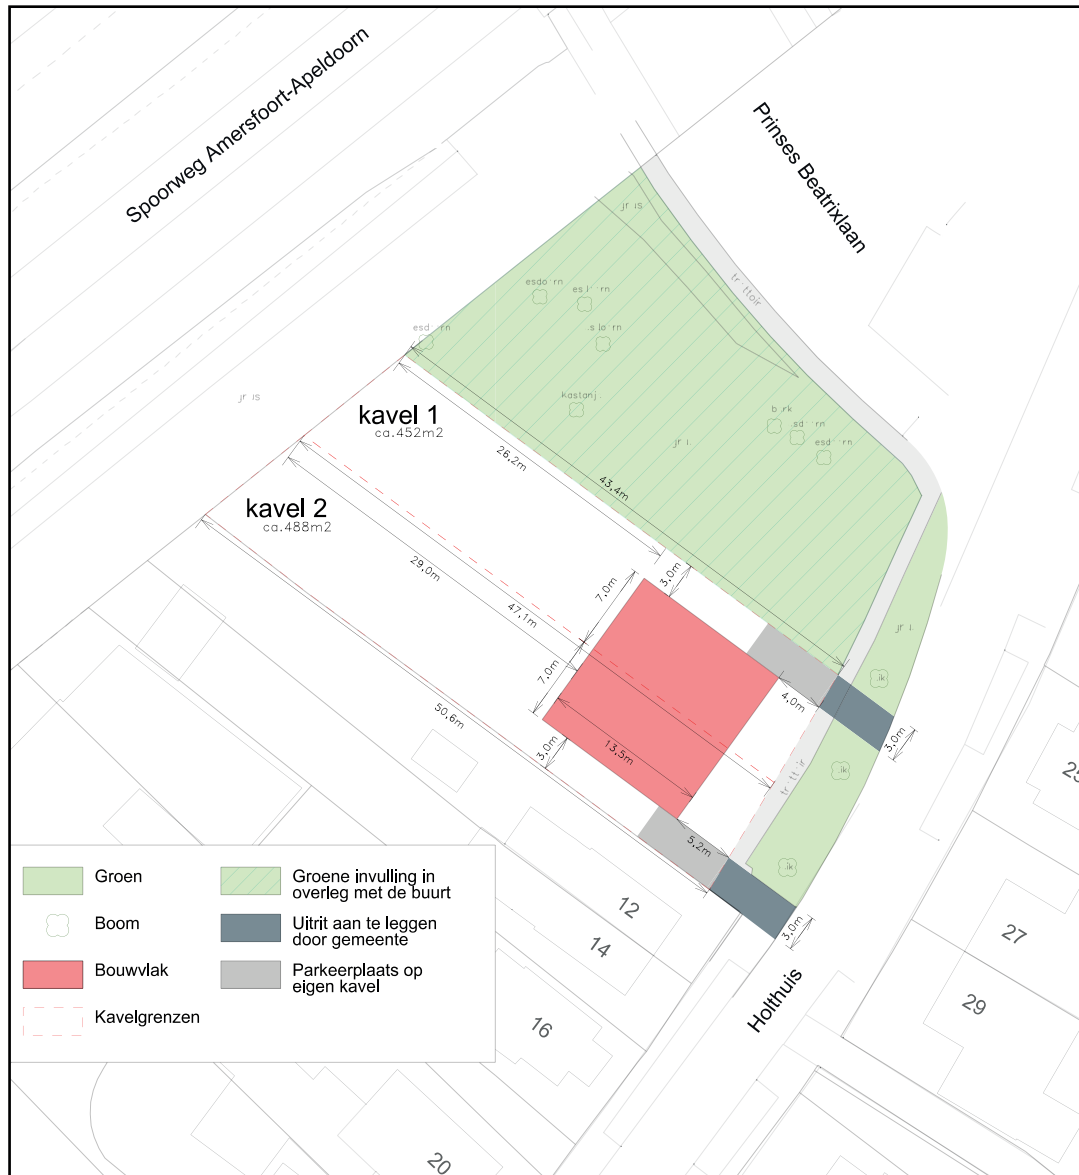 Spoorweg Amersfoort-Apeldoorn
Prinses Beatrixlaan
kastanj
kavel 1
ca.452m2
26,2m
43,4m
kavel 2
ca.488m2
29,0m
47,1m
7,0m
3,0m
7,0m
50,6m
4,0m
3,0m
13,5m
3,0m
5,2m
3,0m
25
27
29
12
14
16
20
Holthuis
Groen
Groene invulling in
overleg met de buurt
Boom
Uitrit aan te leggen
door gemeente
Bouwvlak
Parkeerplaats op
eigen kavel
Kavelgrenzen